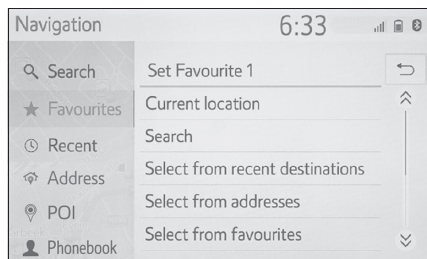 Navigation
6:33
Search
Favourites
Recent
Address
POI
Phonebook
Set Favourite 1
Current location
Search
Select from recent destinations
Select from addresses
Select from favourites